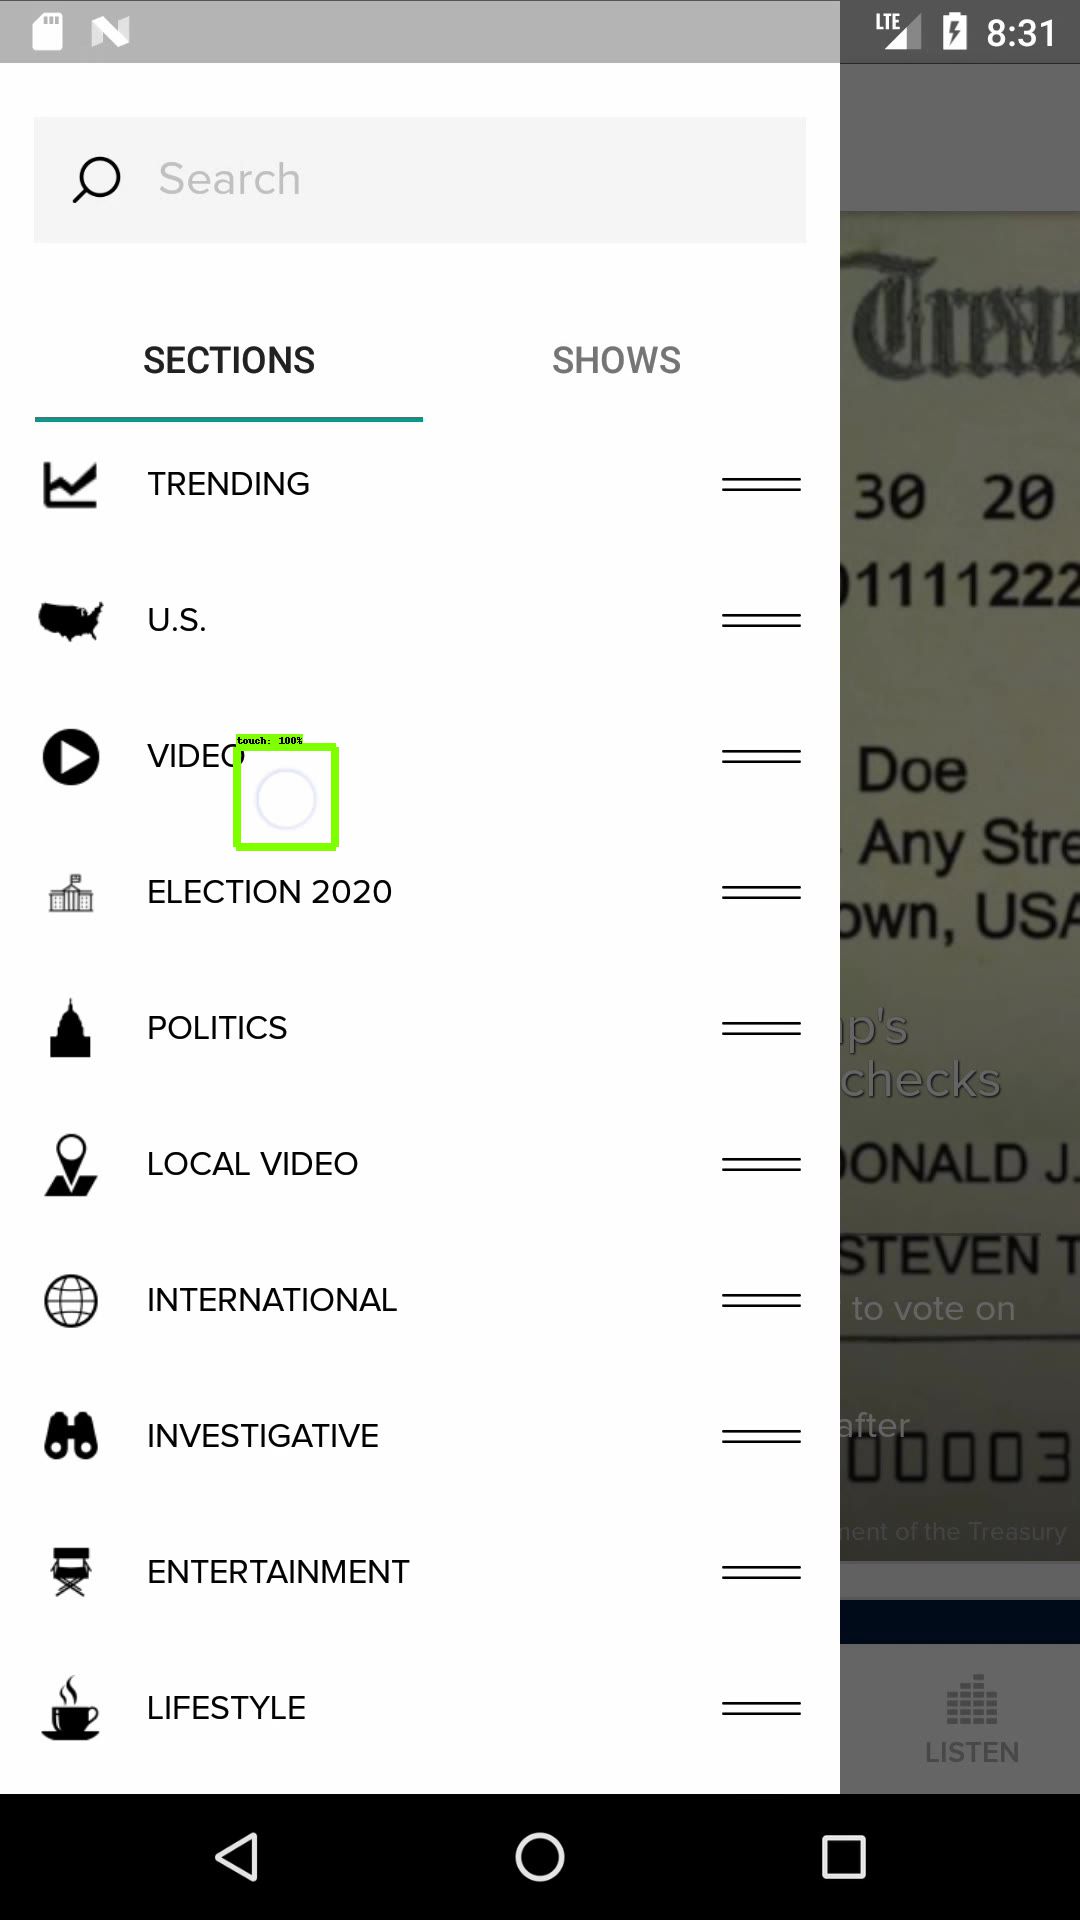 LTE 8:31
Search
SECTIONS SHOWS
TRENDING
U.S.
VIDEO
touch: 100%
ELECTION 2020
POLITICS
LOCAL VIDEO
INTERNATIONAL
INVESTIGATIVE
ENTERTAINMENT
LIFESTYLE
30 20
01111222
Doe
Any Stre
own, USA
p's
checks
ONALD J.
STEVEN T
to vote on
after
00003
ment of the Treasury
LISTEN